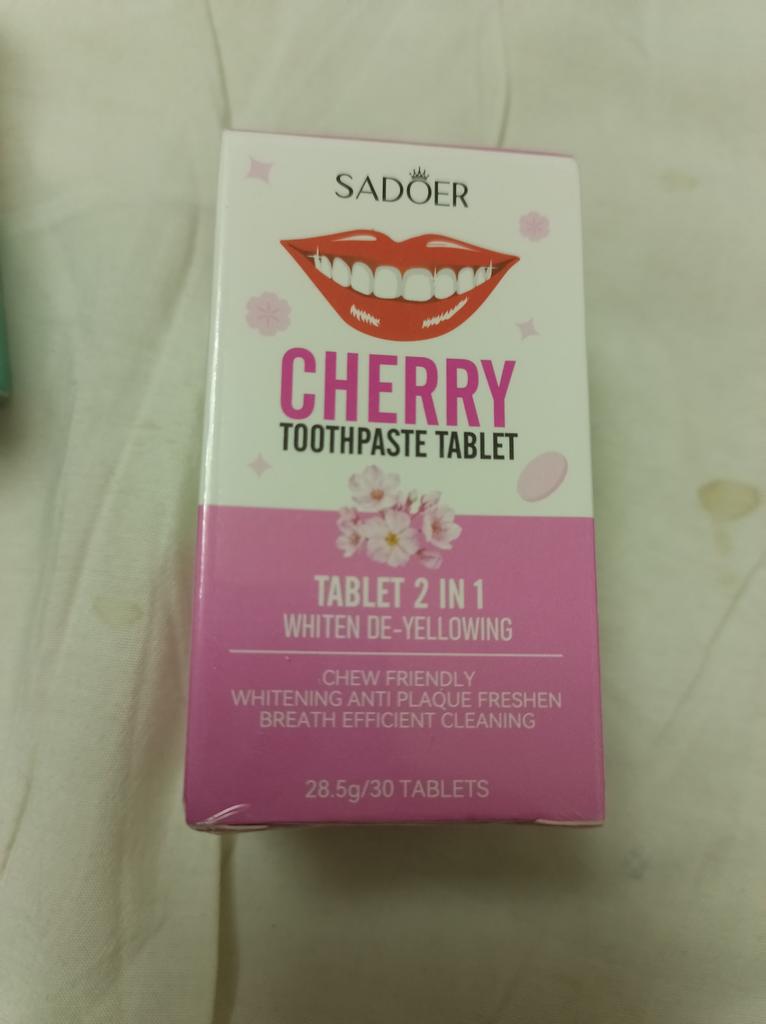 SADOER
CHERRY
TOOTHPASTE TABLET
TABLET 2 IN 1
WHITEN DE-YELLOWING
CHEW FRIENDLY
WHITENING ANTI PLAQUE FRESHEN
BREATH EFFICIENT CLEANING
28.5g/30 TABLETS